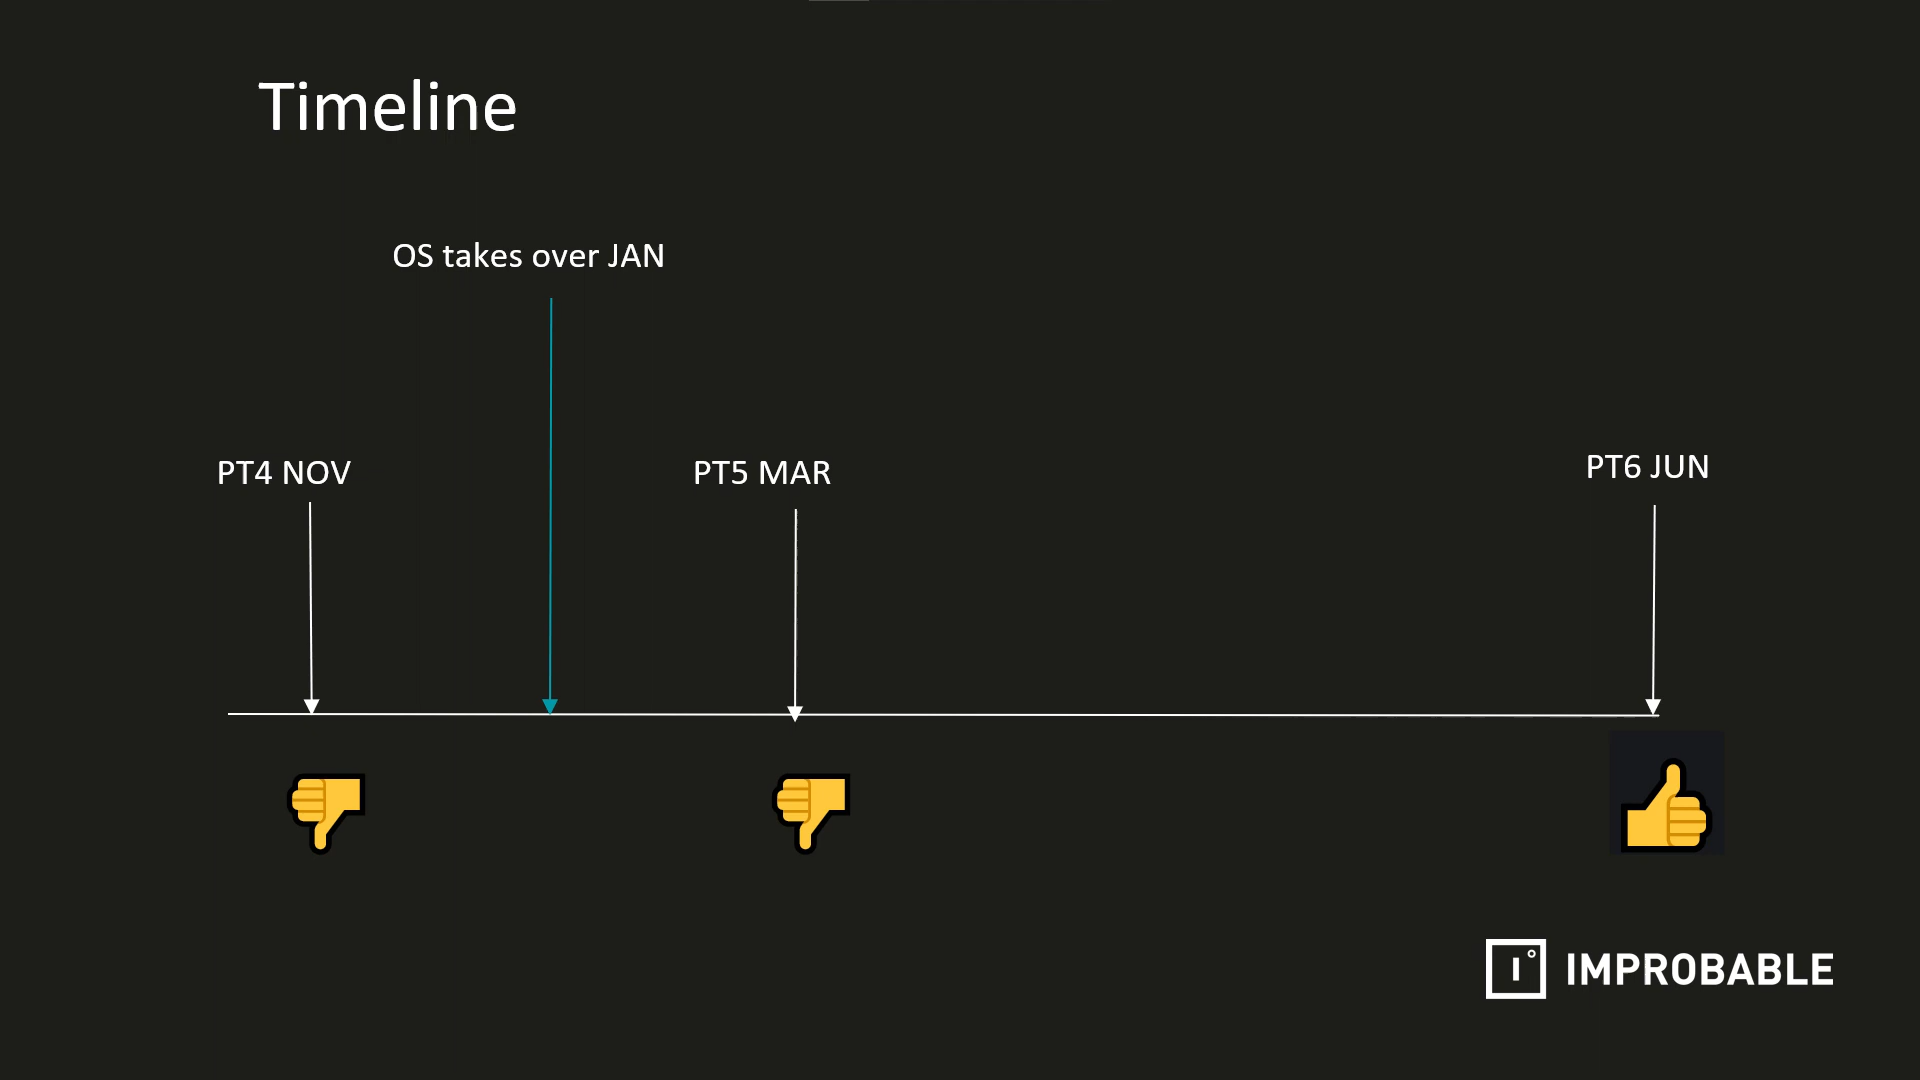 Timeline
OS takes over JAN
PT4 NOV
PT5 MAR
PT6 JUN
IMPROBABLE